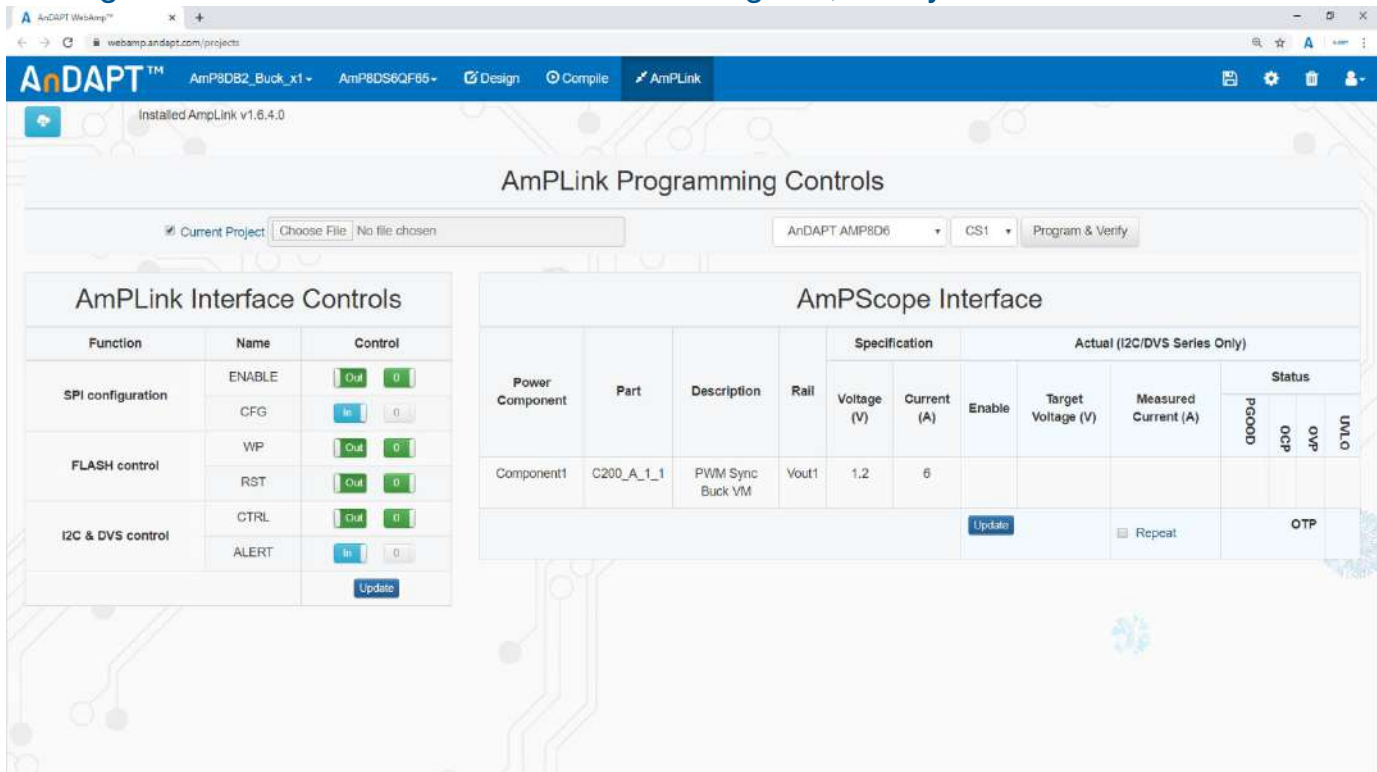 AnDAPT WebAmp™
webamp.andapt.com/projects
AnDAPT™ AmP8DB2_Buck_x1 AmP8DS6QF65 Design Compile AmPLink
Installed AmpLink v1.6.4.0
AmPLink Programming Controls
Current Project Choose File No file chosen AnDAPT AMP8D6 CS1 Program & Verify
AmPLink Interface Controls
Function Name Control
SPI configuration
ENABLE Out 0
CFG In 0
FLASH control
WP Out 0
RST Out 0
I2C & DVS control
CTRL Out 0
ALERT In 0
Update
AmPScope Interface
Power Component Part Description Rail Specification Actual (I2C/DVS Series Only)
Voltage (V) Current (A) Enable Target Voltage (V) Measured Current (A) Status
PGOOD OCP OVP UVLO
Component1 C200_A_1_1 PWM Sync Buck VM Vout1 1.2 6
Update Repeat OTP